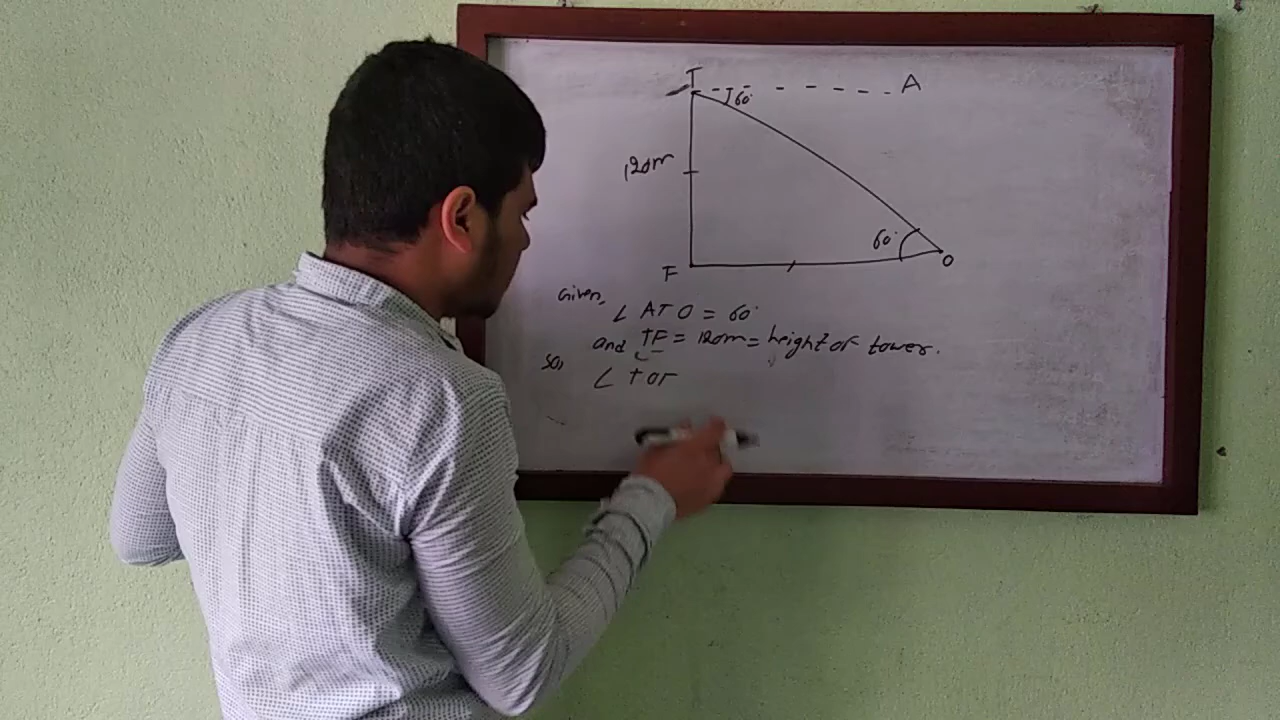 T A
60°
120m
60°
F O
Given,
∠ATO = 60°
and TF = 120m = height of tower.
So,
∠TOF